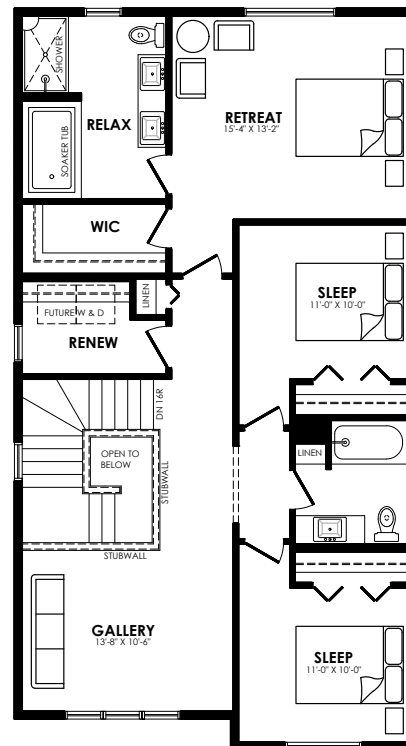 SHOWER
RELAX
SOAKER TUB
RETREAT
15'-4" X 13'-2"
WIC
LINEN
FUTURE W & D
RENEW
SLEEP
11'-0" X 10'-0"
DN 16R
OPEN TO
BELOW
STUBWALL
STUBWALL
LINEN
GALLERY
13'-8" X 10'-6"
SLEEP
11'-0" X 10'-0"